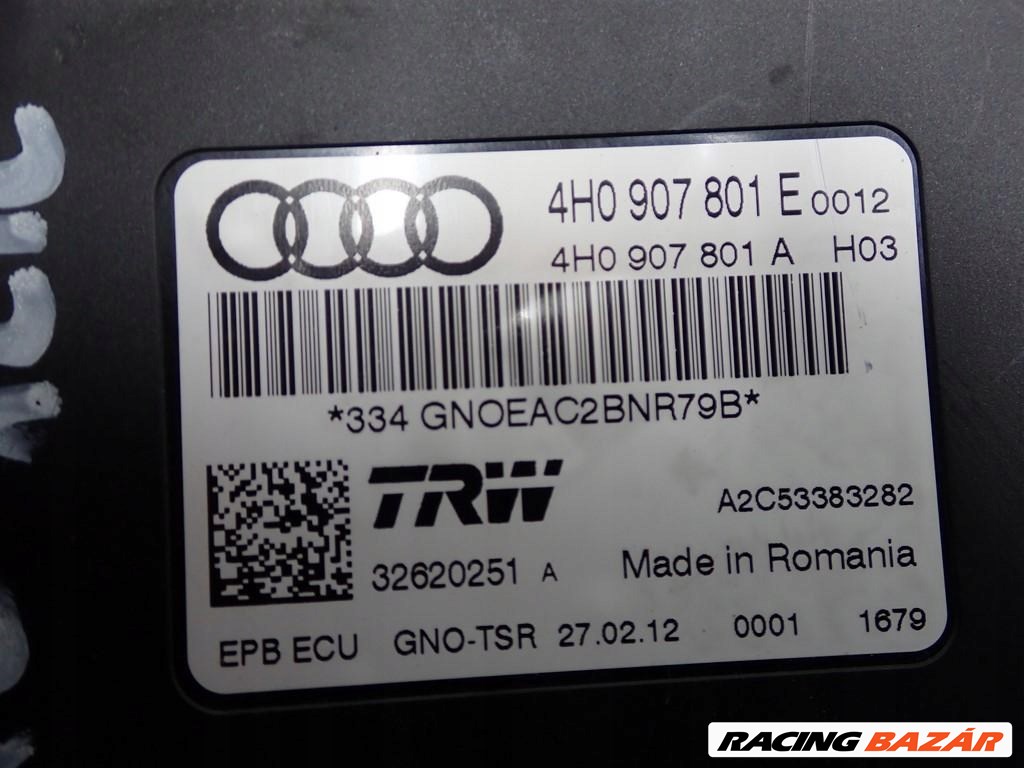 4H0 907 801 E 0012
4H0 907 801 A H03
*334 GNOEAC2BNR79B*
TRW
A2C53383282
32620251 A
Made in Romania
EPB ECU GNO-TSR 27.02.12 0001 1679
RACING BAZÁR